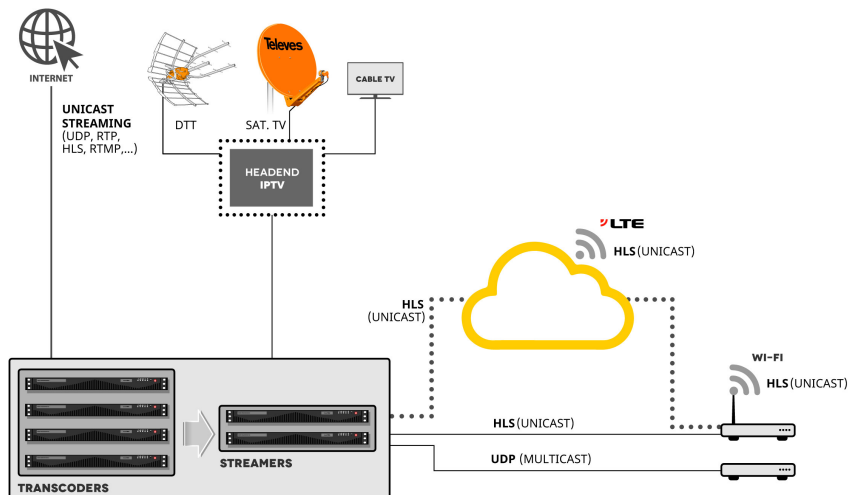 INTERNET
UNICAST
STREAMING
(UDP, RTP,
HLS, RTMP,...)
DTT
Televes
SAT. TV
CABLE TV
HEADEND
IPTV
LTE
HLS (UNICAST)
HLS
(UNICAST)
WI-FI
HLS (UNICAST)
HLS (UNICAST)
UDP (MULTICAST)
STREAMERS
TRANSCODERS